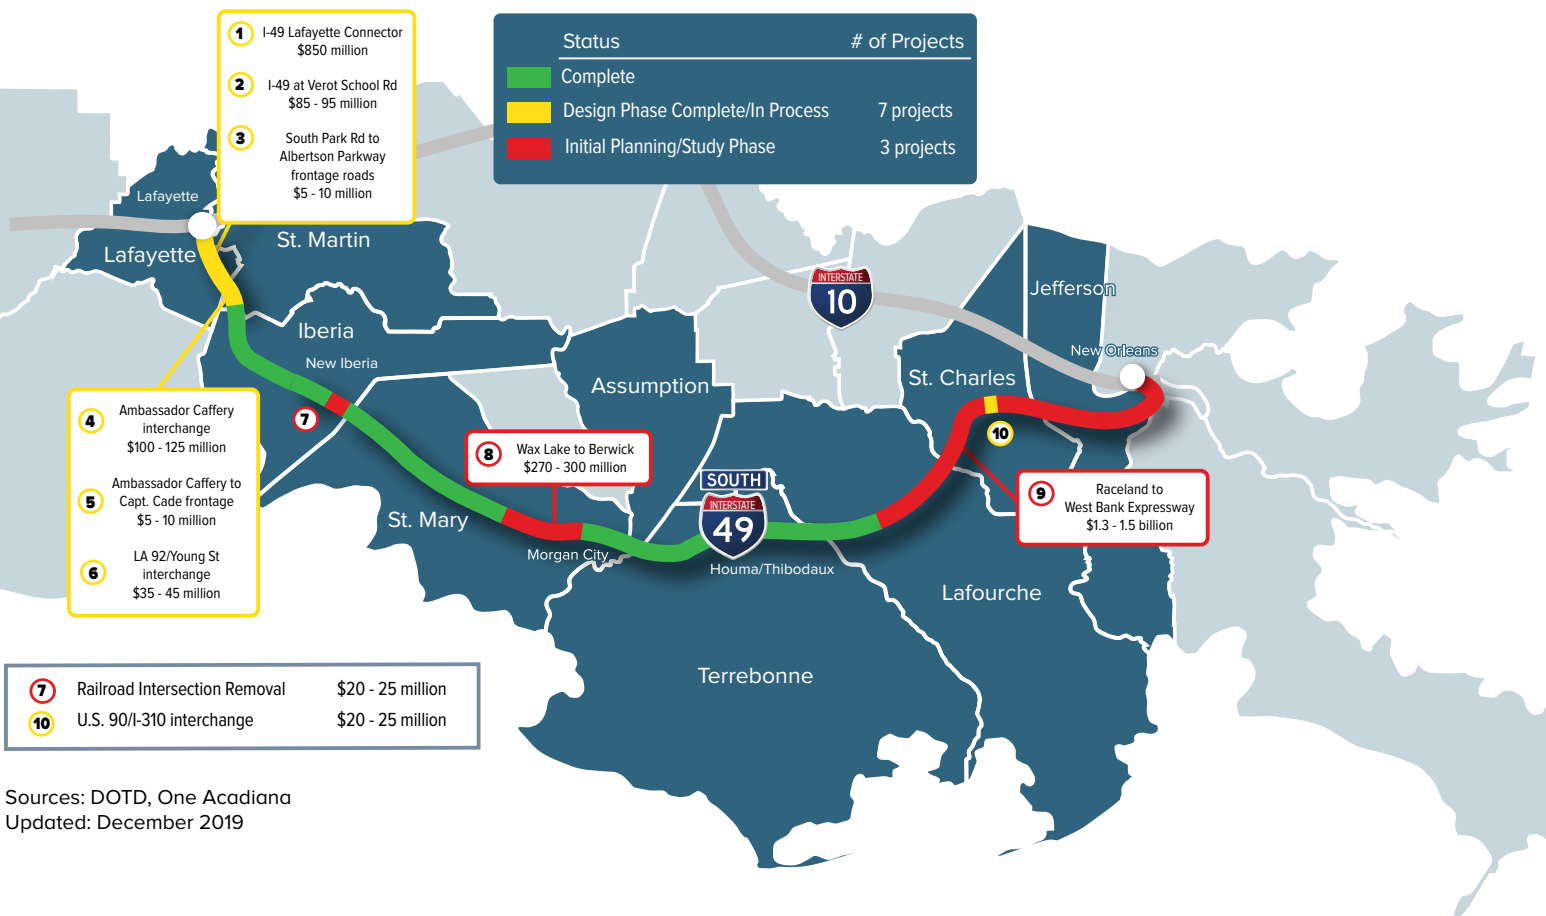 1 I-49 Lafayette Connector
$850 million
2 I-49 at Verot School Rd
$85 - 95 million
3 South Park Rd to
Albertson Parkway
frontage roads
$5 - 10 million
Status # of Projects
Complete
Design Phase Complete/In Process 7 projects
Initial Planning/Study Phase 3 projects
Lafayette
Lafayette
St. Martin
Iberia
New Iberia
INTERSTATE
10
Jefferson
New Orleans
St. Charles
Assumption
4 Ambassador Caffery
interchange
$100 - 125 million
5 Ambassador Caffery to
Capt. Cade frontage
$5 - 10 million
6 LA 92/Young St
interchange
$35 - 45 million
7
8 Wax Lake to Berwick
$270 - 300 million
10
9 Raceland to
West Bank Expressway
$1.3 - 1.5 billion
St. Mary
Morgan City
SOUTH
INTERSTATE
49
Houma/Thibodaux
Lafourche
Terrebonne
7 Railroad Intersection Removal $20 - 25 million
10 U.S. 90/I-310 interchange $20 - 25 million
Sources: DOTD, One Acadiana
Updated: December 2019